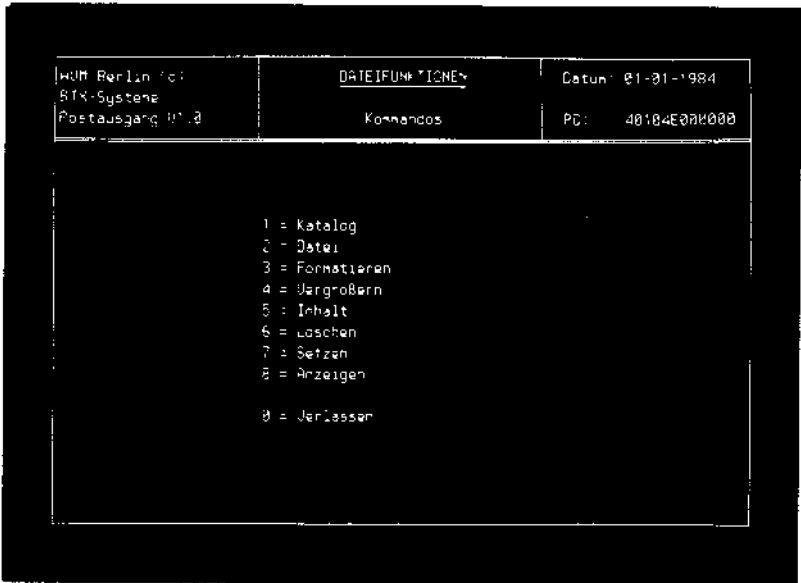 WUM Berlin (c)
BTX-Systeme
Postausgang V1.0
DATEIFUNKTIONEN
Kommandos
Datum: 01-01-1984
PC: 40104E000000
1 = Katalog
2 = Datei
3 = Formatieren
4 = Vergroßern
5 = Inhalt
6 = Loschen
7 = Setzen
8 = Anzeigen
0 = Verlassen